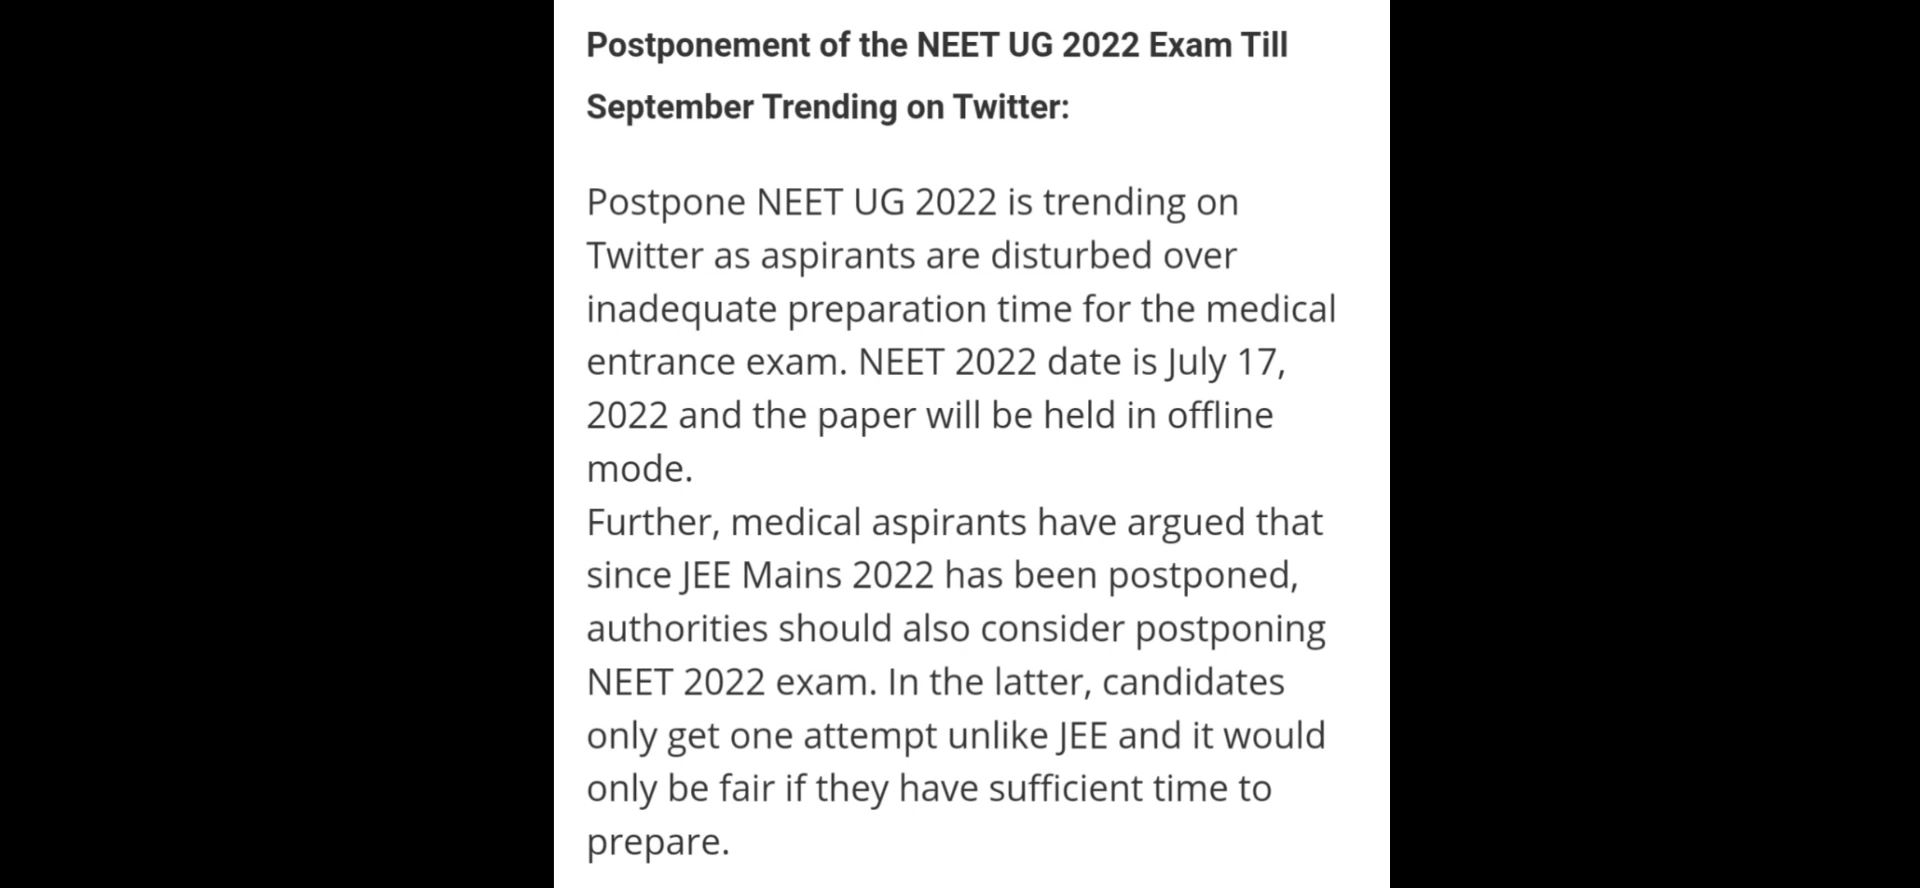 Postponement of the NEET UG 2022 Exam Till
September Trending on Twitter:
Postpone NEET UG 2022 is trending on
Twitter as aspirants are disturbed over
inadequate preparation time for the medical
entrance exam. NEET 2022 date is July 17,
2022 and the paper will be held in offline
mode.
Further, medical aspirants have argued that
since JEE Mains 2022 has been postponed,
authorities should also consider postponing
NEET 2022 exam. In the latter, candidates
only get one attempt unlike JEE and it would
only be fair if they have sufficient time to
prepare.